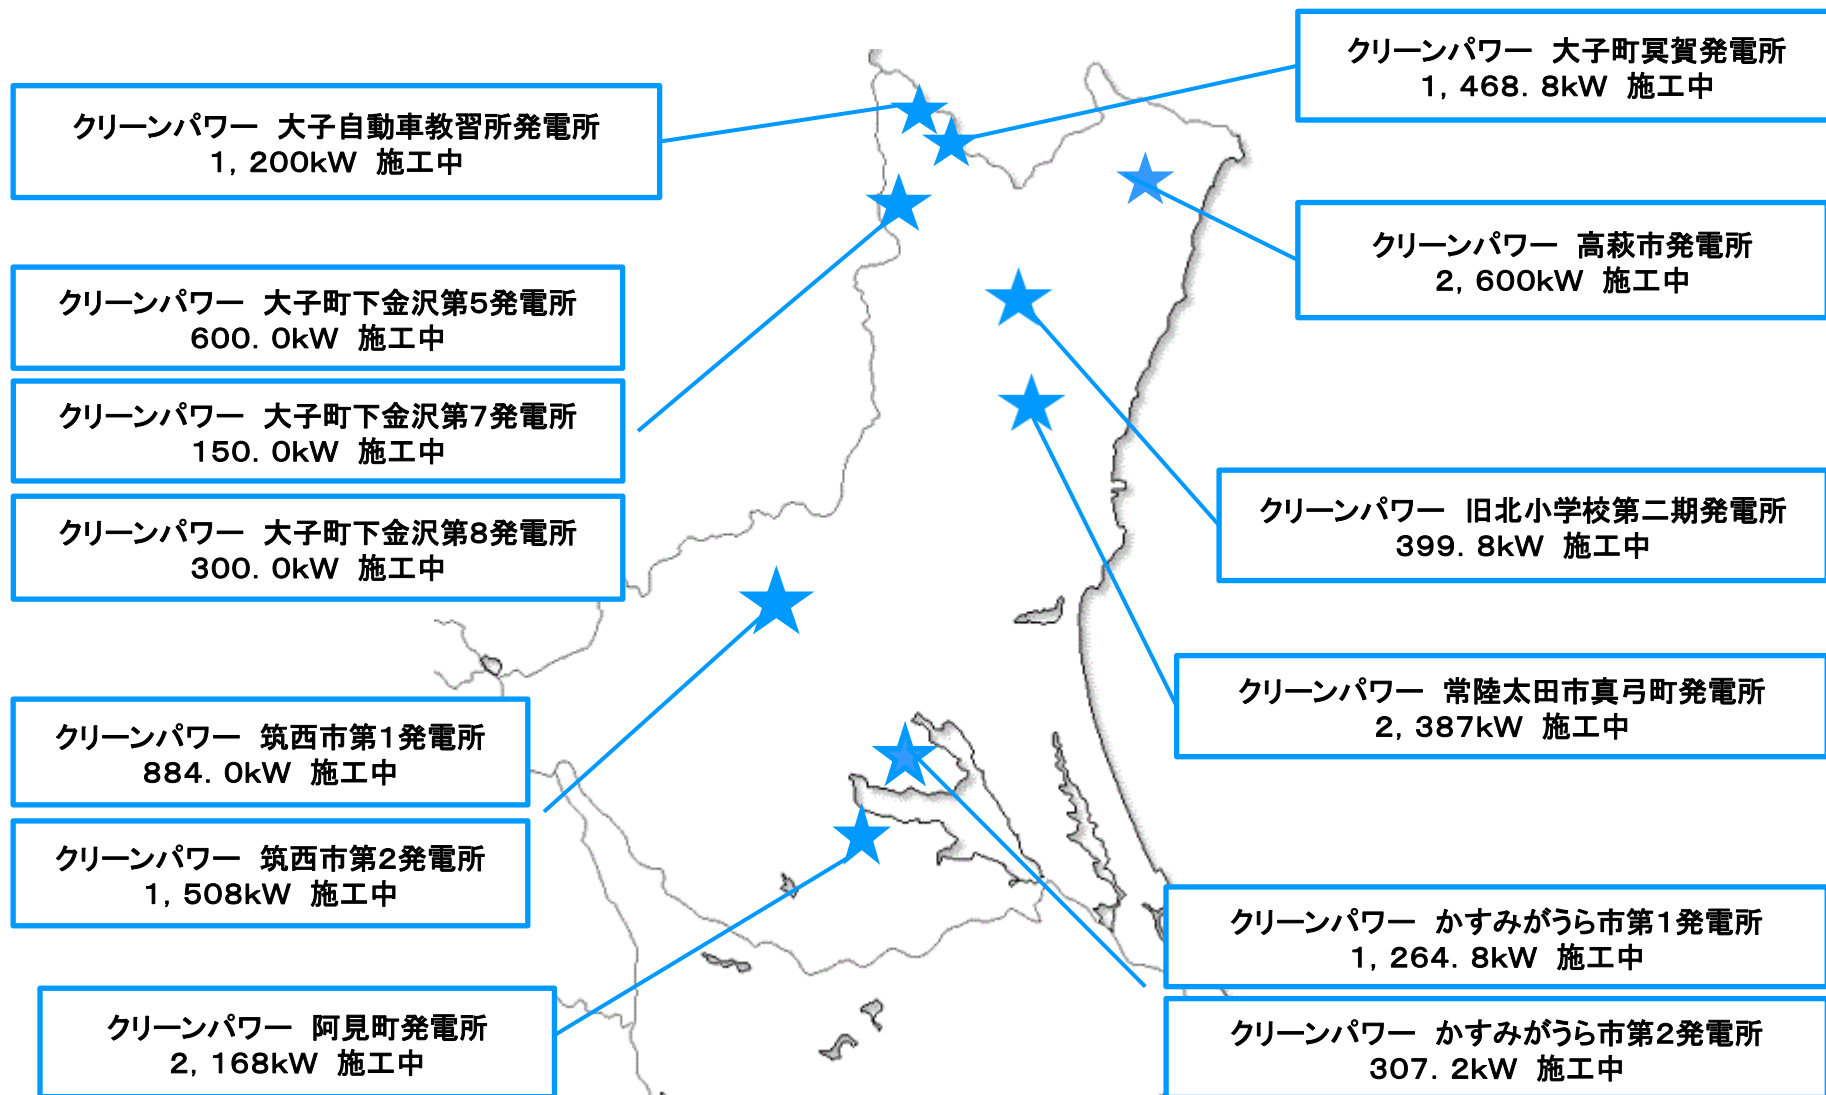 クリーンパワー 大子自動車教習所発電所
1, 200kW 施工中
クリーンパワー 大子町下金沢第5発電所
600. 0kW 施工中
クリーンパワー 大子町下金沢第7発電所
150. 0kW 施工中
クリーンパワー 大子町下金沢第8発電所
300. 0kW 施工中
クリーンパワー 筑西市第1発電所
884. 0kW 施工中
クリーンパワー 筑西市第2発電所
1, 508kW 施工中
クリーンパワー 阿見町発電所
2, 168kW 施工中
クリーンパワー 大子町冥賀発電所
1, 468. 8kW 施工中
クリーンパワー 高萩市発電所
2, 600kW 施工中
クリーンパワー 旧北小学校第二期発電所
399. 8kW 施工中
クリーンパワー 常陸太田市真弓町発電所
2, 387kW 施工中
クリーンパワー かすみがうら市第1発電所
1, 264. 8kW 施工中
クリーンパワー かすみがうら市第2発電所
307. 2kW 施工中